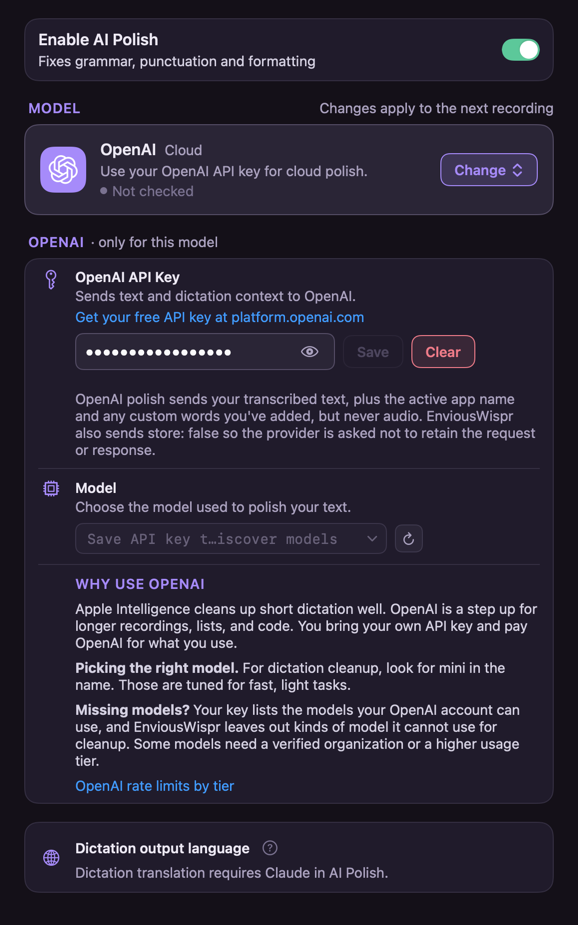 Enable AI Polish
Fixes grammar, punctuation and formatting
MODEL
Changes apply to the next recording
OpenAI Cloud
Use your OpenAI API key for cloud polish.
Not checked
Change
OPENAI · only for this model
OpenAI API Key
Sends text and dictation context to OpenAI.
Get your free API key at platform.openai.com
•••••••••••••••••
Save
Clear
OpenAI polish sends your transcribed text, plus the active app name
and any custom words you've added, but never audio. EnviousWispr
also sends store: false so the provider is asked not to retain the request
or response.
Model
Choose the model used to polish your text.
Save API key t…iscover models
WHY USE OPENAI
Apple Intelligence cleans up short dictation well. OpenAI is a step up for
longer recordings, lists, and code. You bring your own API key and pay
OpenAI for what you use.
Picking the right model. For dictation cleanup, look for mini in the
name. Those are tuned for fast, light tasks.
Missing models? Your key lists the models your OpenAI account can
use, and EnviousWispr leaves out kinds of model it cannot use for
cleanup. Some models need a verified organization or a higher usage
tier.
OpenAI rate limits by tier
Dictation output language ?
Dictation translation requires Claude in AI Polish.